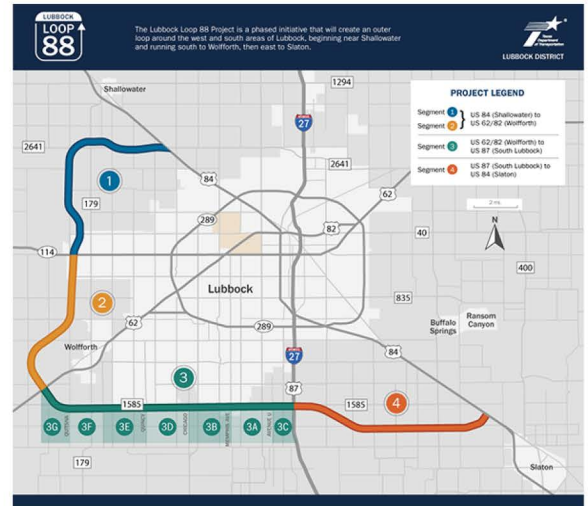 LUBBOCK
LOOP
88
The Lubbock Loop 88 Project is a phased initiative that will create an outer
loop around the west and south areas of Lubbock, beginning near Shallowater
and running south to Wolfforth, then east to Slaton.
Texas
Department
of Transportation
LUBBOCK DISTRICT
PROJECT LEGEND
Segment 1
Segment 2
US 84 (Shallowater) to
US 62/82 (Wolfforth)
Segment 3
US 62/82 (Wolfforth) to
US 87 (South Lubbock)
Segment 4
US 87 (South Lubbock) to
US 84 (Slaton)
2 mi
N
Shallowater
1294
27
2641
2641
1
84
179
62
289
82
40
114
400
Lubbock
2
835
62
289
Buffalo
Springs
Ransom
Canyon
Wolfforth
27
84
3
87
1585
1585
4
3G
3F
3E
QUINCY
3D
CHICAGO
3B
MEMPHIS AVE
3A
AVENUE U
3C
179
Slaton